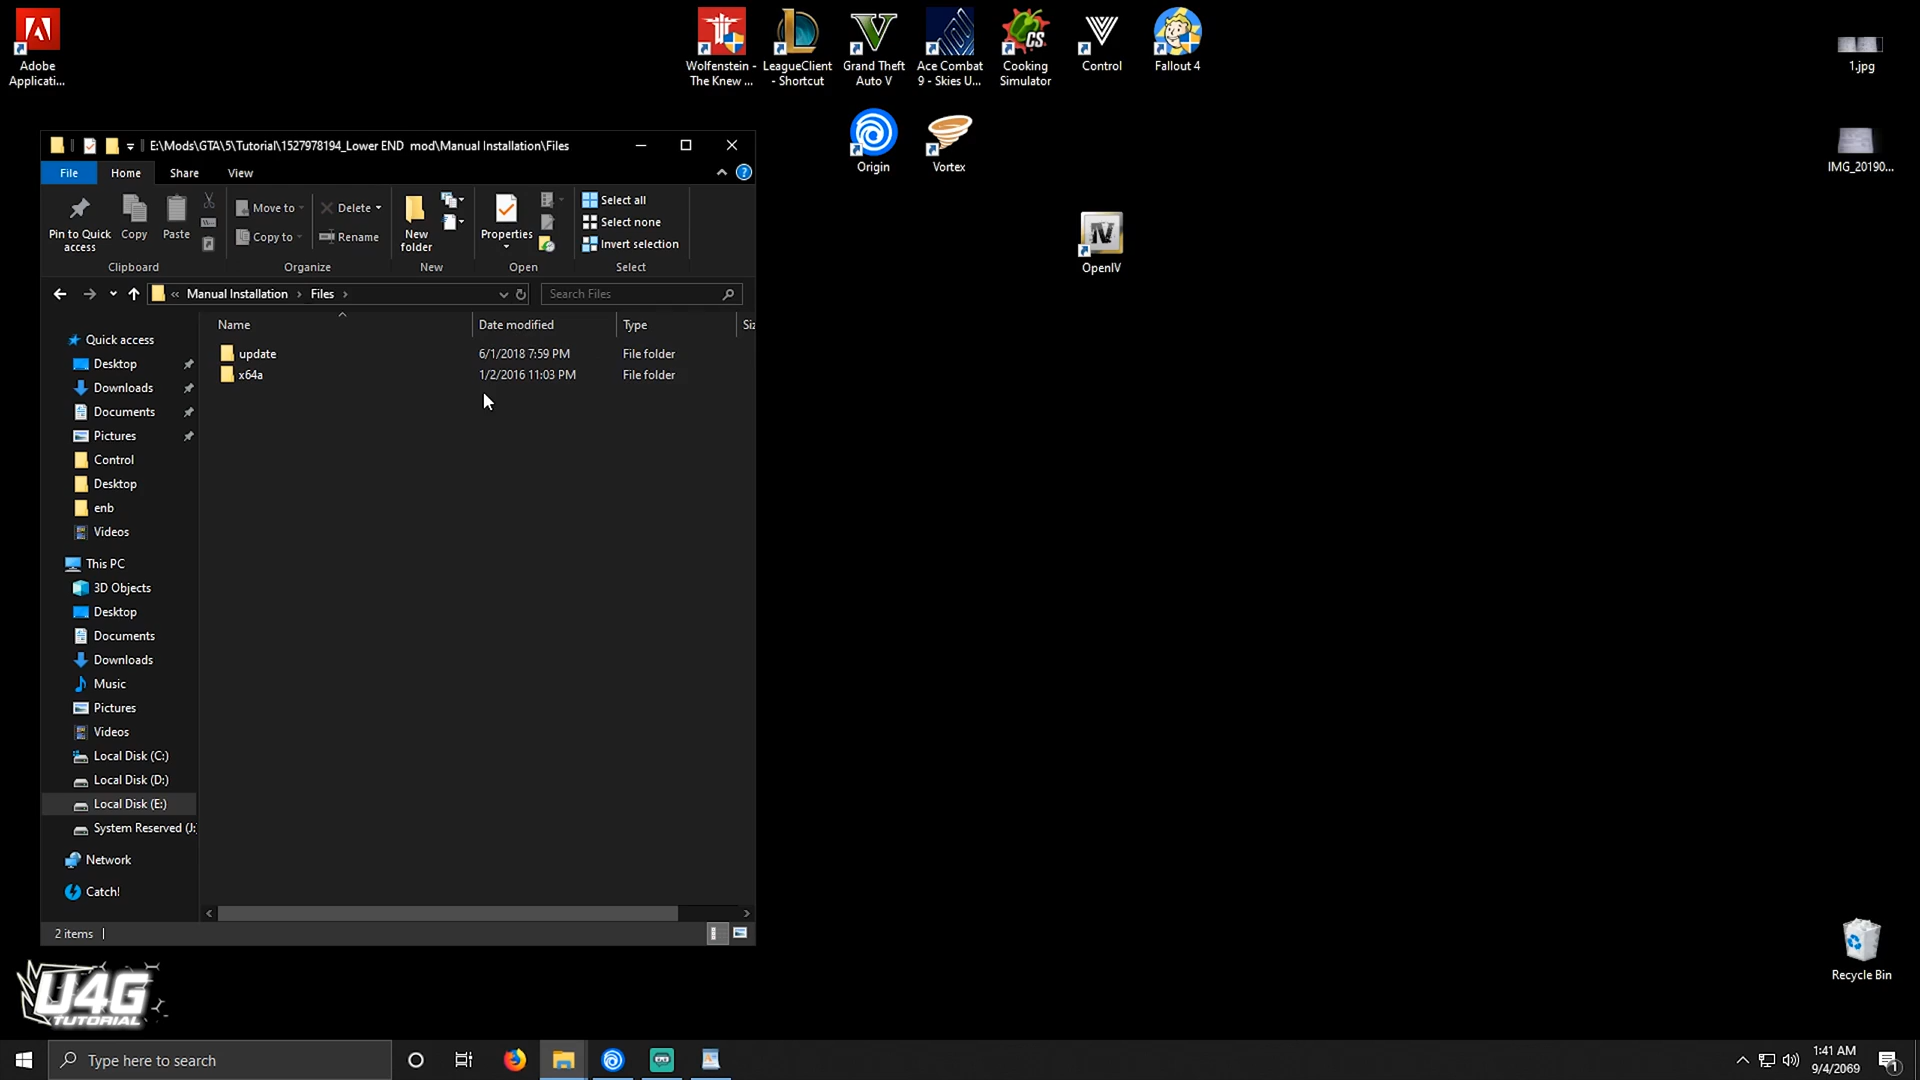 Adobe
Applicati...
Wolfenstein -
The Knew ...
LeagueClient
- Shortcut
Grand Theft
Auto V
Ace Combat
9 - Skies U...
Cooking
Simulator
Control
Fallout 4
1.jpg
Origin
Vortex
IMG_20190...
OpenIV
E:\Mods\GTA\5\Tutorial\1527978194_Lower END  mod\Manual Installation\Files
File
Home
Share
View
Pin to Quick
access
Copy
Paste
Move to
Copy to
Delete
Rename
New
folder
Properties
Select all
Select none
Invert selection
Clipboard
Organize
New
Open
Select
« Manual Installation > Files >
Search Files
Name
Date modified
Type
Siz
update
6/1/2018 7:59 PM
File folder
x64a
1/2/2016 11:03 PM
File folder
Quick access
Desktop
Downloads
Documents
Pictures
Control
Desktop
enb
Videos
This PC
3D Objects
Desktop
Documents
Downloads
Music
Pictures
Videos
Local Disk (C:)
Local Disk (D:)
Local Disk (E:)
System Reserved (J:
Network
Catch!
2 items
U4G
TUTORIAL
Recycle Bin
Type here to search
1:41 AM
9/4/2069
1